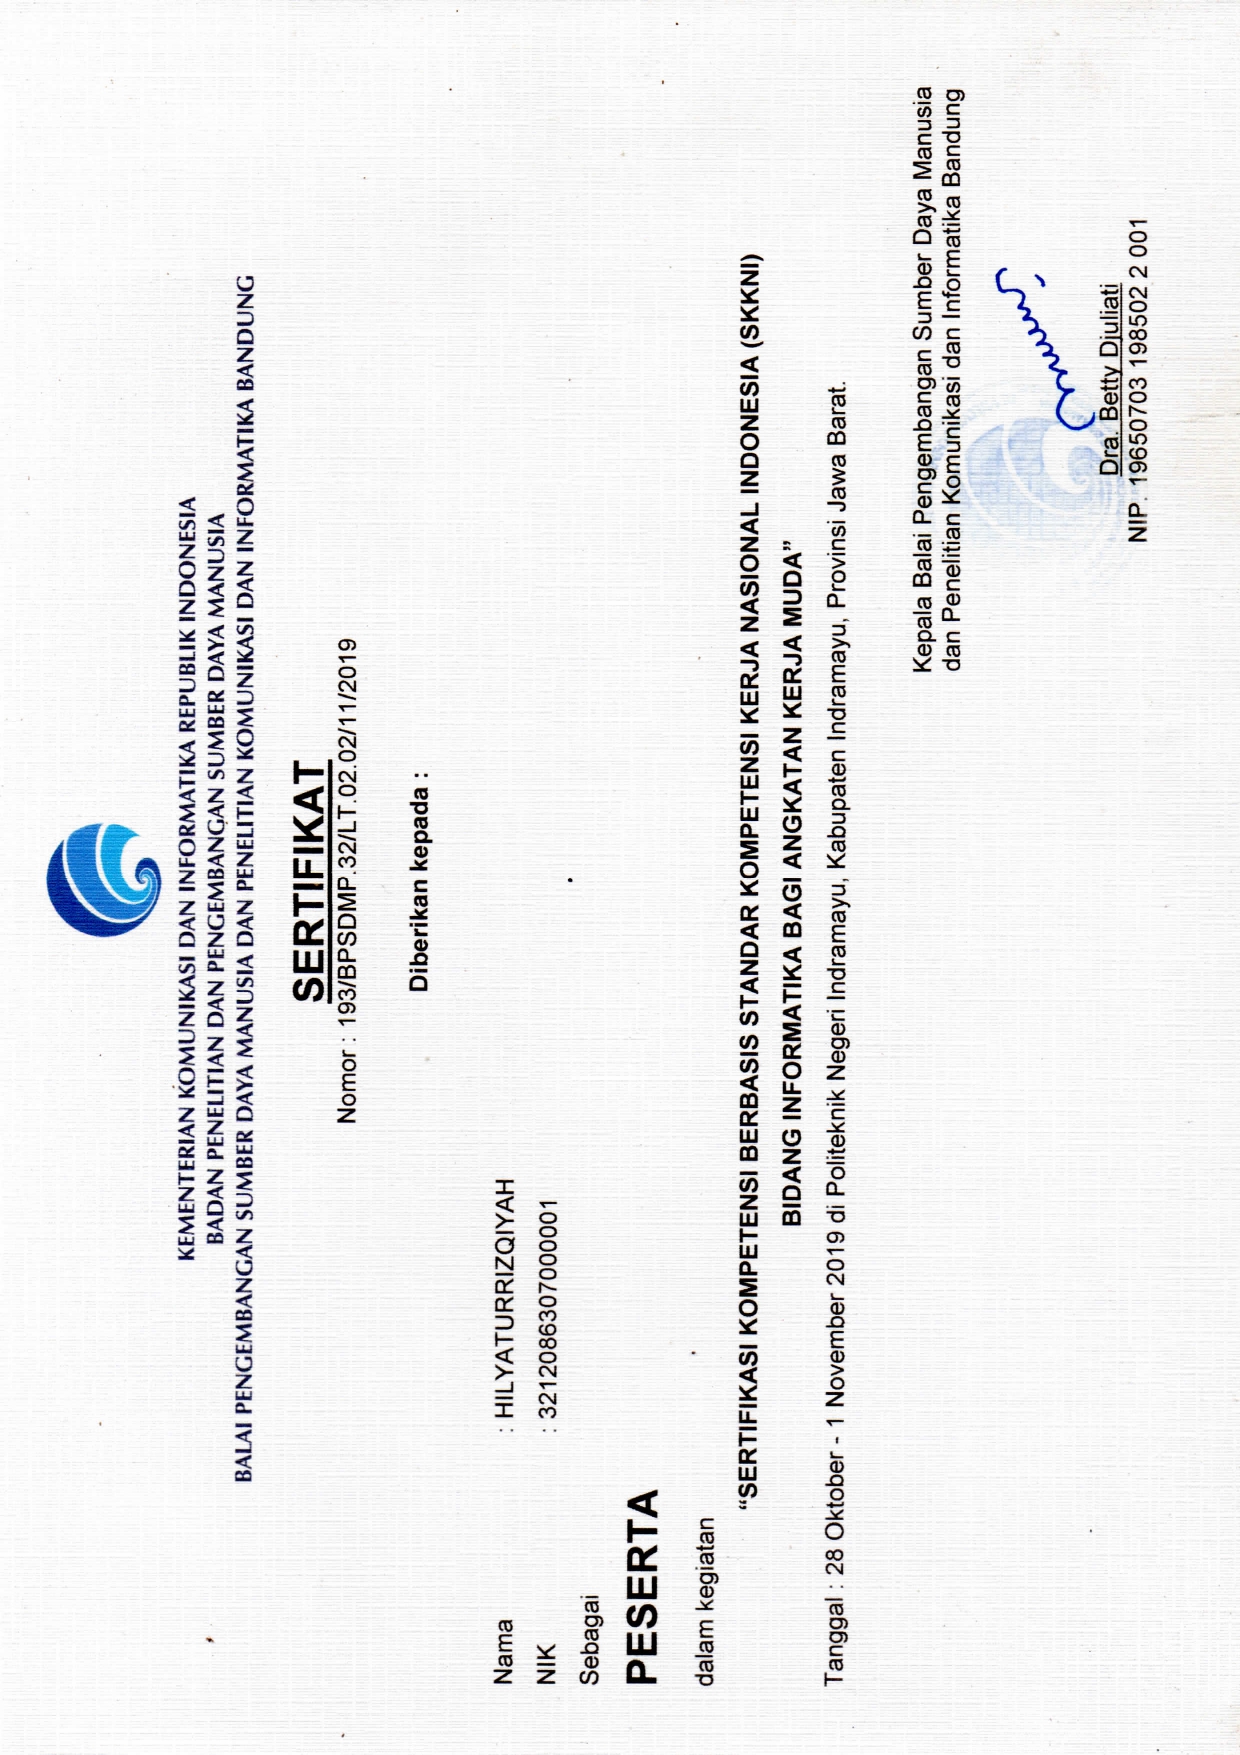 KEMENTERIAN KOMUNIKASI DAN INFORMATIKA REPUBLIK INDONESIA
BADAN PENELITIAN DAN PENGEMBANGAN SUMBER DAYA MANUSIA
BALAI PENGEMBANGAN SUMBER DAYA MANUSIA DAN PENELITIAN KOMUNIKASI DAN INFORMATIKA BANDUNG
SERTIFIKAT
Nomor : 193/BPSDMP.32/LT.02.02/11/2019
Diberikan kepada :
Nama : HILYATURRIZQIYAH
NIK : 3212086307000001
Sebagai
PESERTA
dalam kegiatan
“SERTIFIKASI KOMPETENSI BERBASIS STANDAR KOMPETENSI KERJA NASIONAL INDONESIA (SKKNI)
BIDANG INFORMATIKA BAGI ANGKATAN KERJA MUDA”
Tanggal : 28 Oktober - 1 November 2019 di Politeknik Negeri Indramayu, Kabupaten Indramayu, Provinsi Jawa Barat.
Kepala Balai Pengembangan Sumber Daya Manusia
dan Penelitian Komunikasi dan Informatika Bandung
Dra. Betty Djuliati
NIP. 19650703 198502 2 001